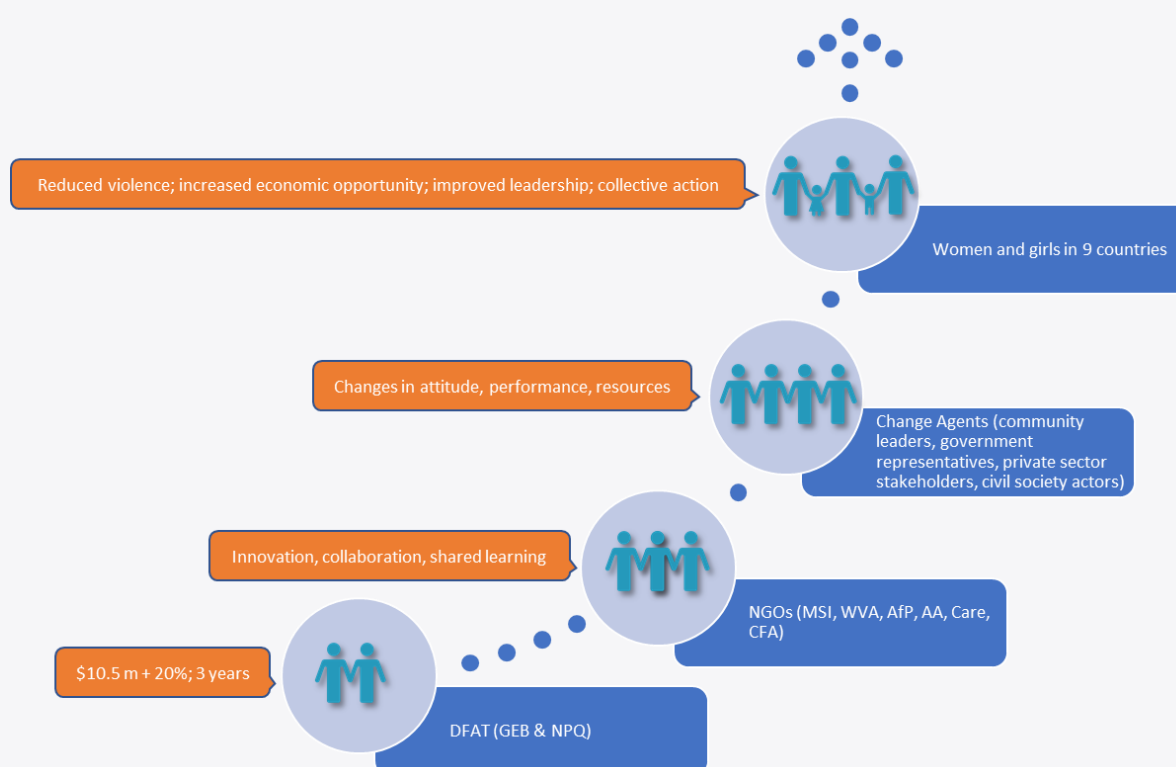 Reduced violence; increased economic opportunity; improved leadership; collective action
Women and girls in 9 countries
Changes in attitude, performance, resources
Change Agents (community
leaders, government
representatives, private sector
stakeholders, civil society actors)
Innovation, collaboration, shared learning
NGOs (MSI, WVA, AfP, AA, Care,
CFA)
$10.5 m + 20%; 3 years
DFAT (GEB & NPQ)